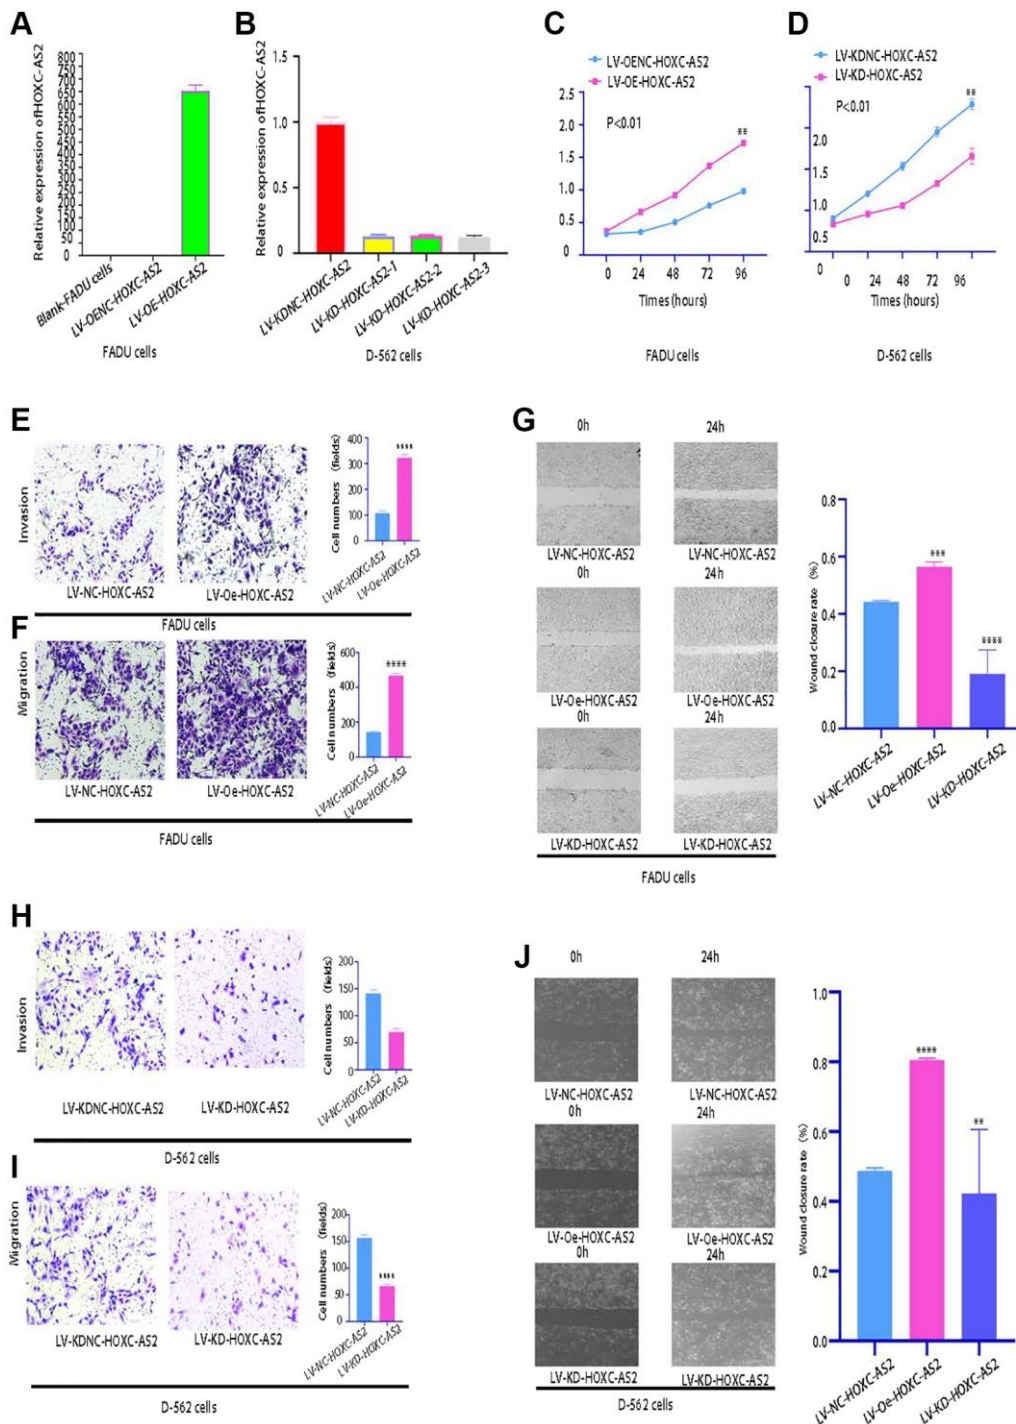 A
Relative expression ofHOXC-AS2
800
750
700
650
600
550
500
450
400
350
300
250
200
150
100
50
0
Blank-FADU cells
LV-OENC-HOXC-AS2
LV-OE-HOXC-AS2
FADU cells
B
Relative expression ofHOXC-AS2
1.5
1.0
0.5
0
LV-KDNC-HOXC-AS2
LV-KD-HOXC-AS2-1
LV-KD-HOXC-AS2-2
LV-KD-HOXC-AS2-3
D-562 cells
C
LV-OENC-HOXC-AS2
LV-OE-HOXC-AS2
P<0.01
**
2.5
2.0
1.5
1.0
0.5
0
0 24 48 72 96
Times (hours)
FADU cells
D
LV-KDNC-HOXC-AS2
LV-KD-HOXC-AS2
P<0.01
**
2.0
1.5
1.0
0.5
0
0 24 48 72 96
Times (hours)
D-562 cells
E
Invasion
LV-NC-HOXC-AS2
LV-Oe-HOXC-AS2
Cell numbers (fields)
400
300
200
100
0
****
LV-NC-HOXC-AS2
LV-Oe-HOXC-AS2
FADU cells
F
Migration
LV-NC-HOXC-AS2
LV-Oe-HOXC-AS2
Cell numbers (fields)
600
400
200
0
****
LV-NC-HOXC-AS2
LV-Oe-HOXC-AS2
FADU cells
G
0h
24h
LV-NC-HOXC-AS2
LV-NC-HOXC-AS2
0h
24h
LV-Oe-HOXC-AS2
LV-Oe-HOXC-AS2
0h
24h
LV-KD-HOXC-AS2
LV-KD-HOXC-AS2
FADU cells
Wound closure rate (%)
0.8
0.6
0.4
0.2
0.0
***
****
LV-NC-HOXC-AS2
LV-Oe-HOXC-AS2
LV-KD-HOXC-AS2
H
Invasion
LV-KDNC-HOXC-AS2
LV-KD-HOXC-AS2
Cell numbers (fields)
200
150
100
50
0
LV-NC-HOXC-AS2
LV-KD-HOXC-AS2
D-562 cells
I
Migration
LV-KDNC-HOXC-AS2
LV-KD-HOXC-AS2
Cell numbers (fields)
200
150
100
50
0
****
LV-NC-HOXC-AS2
LV-KD-HOXC-AS2
D-562 cells
J
0h
24h
LV-NC-HOXC-AS2
LV-NC-HOXC-AS2
0h
24h
LV-Oe-HOXC-AS2
LV-Oe-HOXC-AS2
0h
24h
LV-KD-HOXC-AS2
LV-KD-HOXC-AS2
D-562 cells
Wound closure rate (%)
1.0
0.8
0.6
0.4
0.2
0.0
****
**
LV-NC-HOXC-AS2
LV-Oe-HOXC-AS2
LV-KD-HOXC-AS2